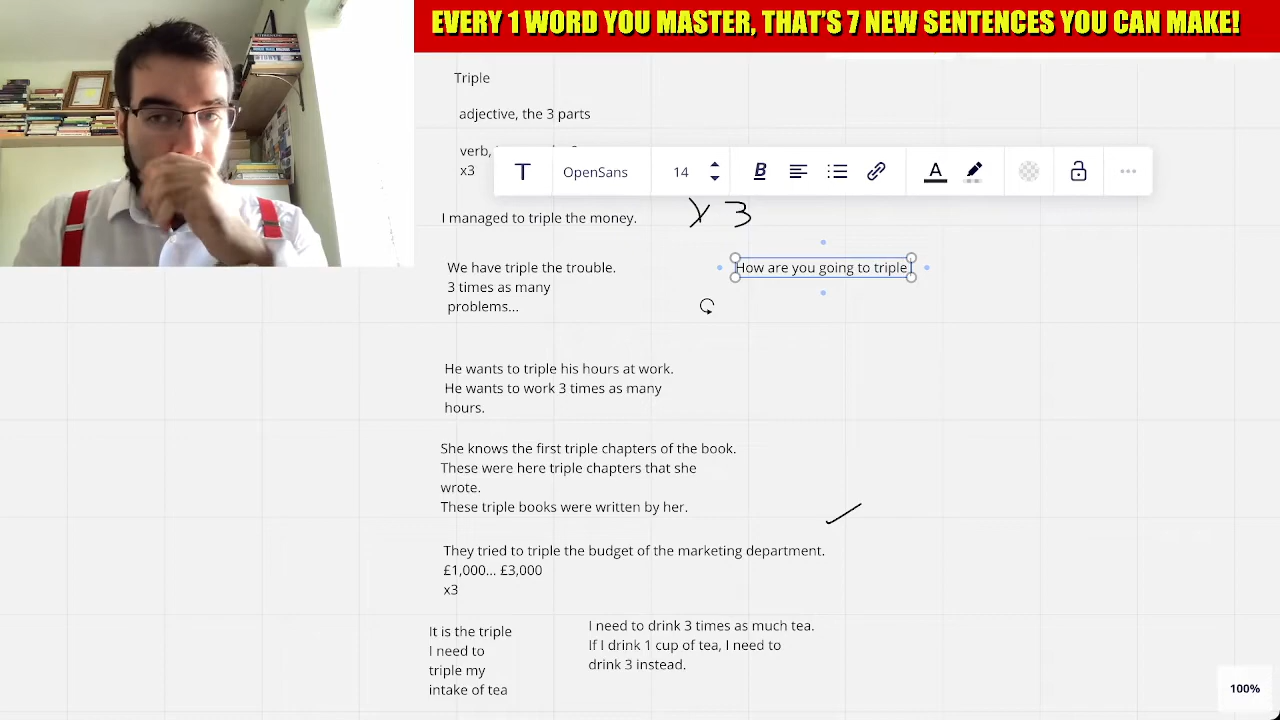 EVERY 1 WORD YOU MASTER, THAT'S 7 NEW SENTENCES YOU CAN MAKE!
Triple
adjective, the 3 parts
verb,
x3
OpenSans
14
B
A
I managed to triple the money.
X 3
We have triple the trouble.
3 times as many
problems...
How are you going to triple
He wants to triple his hours at work.
He wants to work 3 times as many
hours.
She knows the first triple chapters of the book.
These were here triple chapters that she
wrote.
These triple books were written by her.
They tried to triple the budget of the marketing department.
£1,000... £3,000
x3
It is the triple
I need to
triple my
intake of tea
I need to drink 3 times as much tea.
If I drink 1 cup of tea, I need to
drink 3 instead.
100%